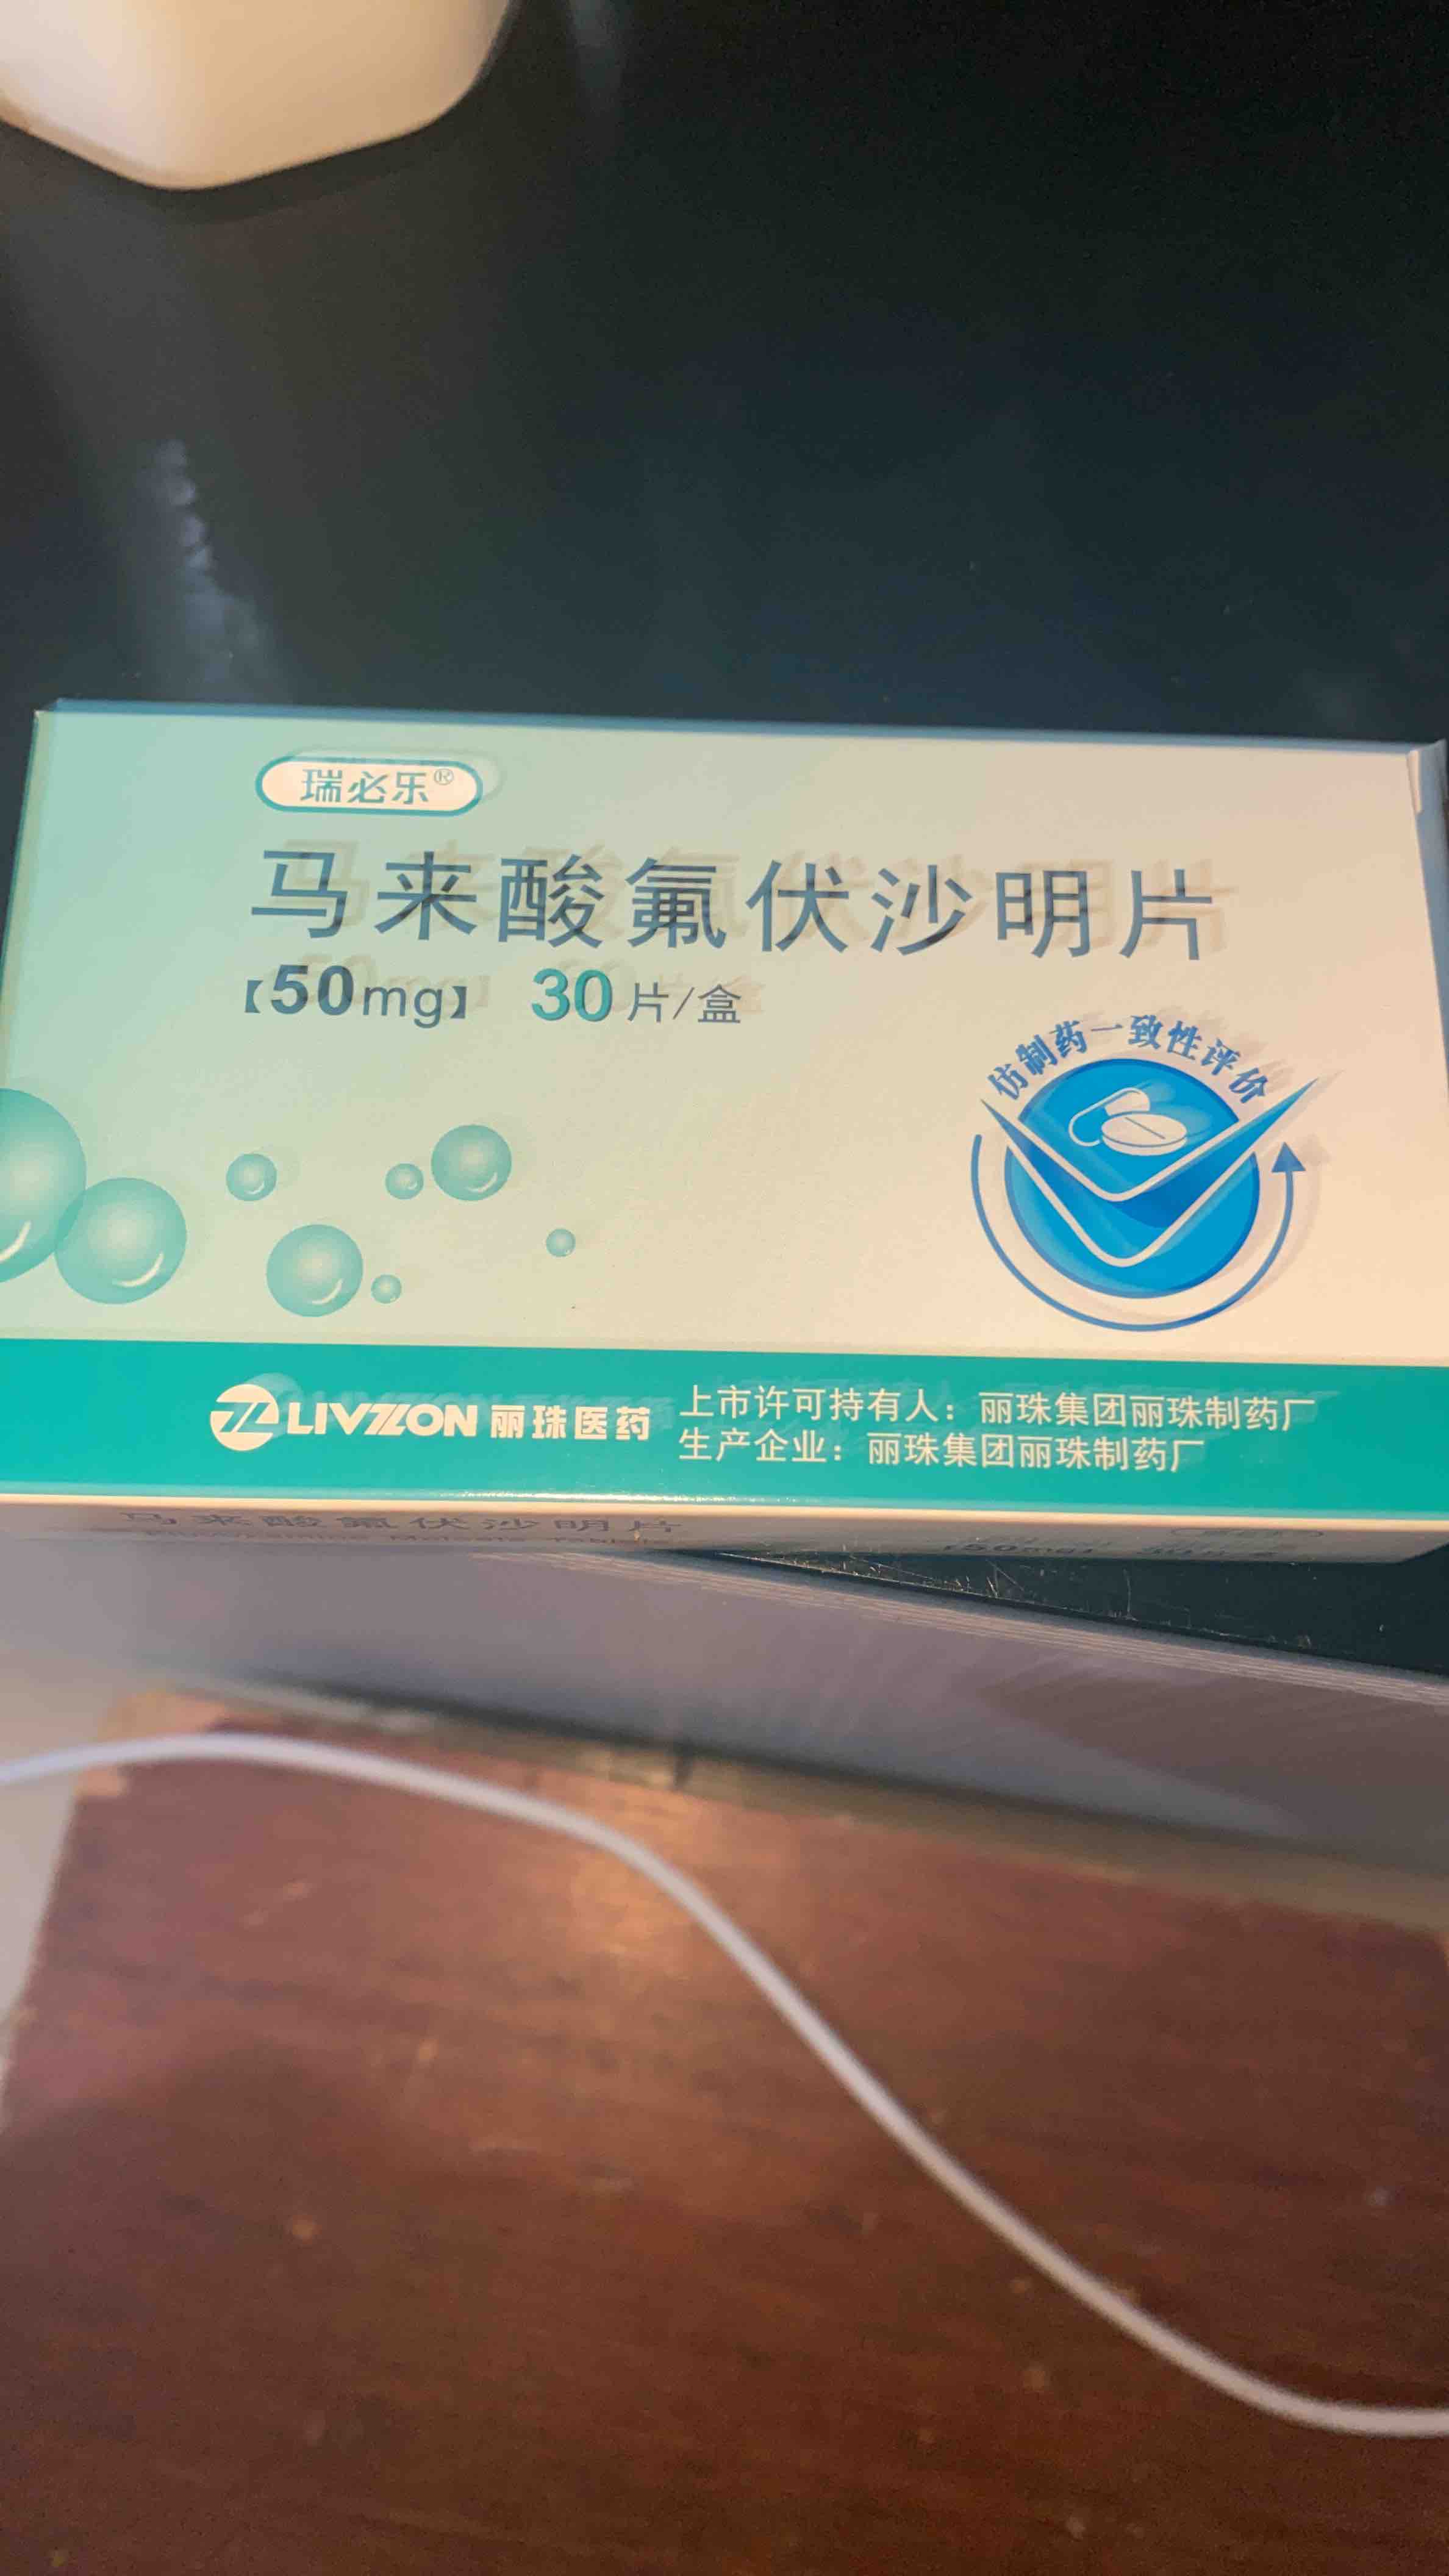 瑞必乐®
马来酸氟伏沙明片
【50mg】 30片/盒
仿制药一致性评价
LIVZON 丽珠医药
上市许可持有人：丽珠集团丽珠制药厂
生产企业：丽珠集团丽珠制药厂
马来酸氟伏沙明片